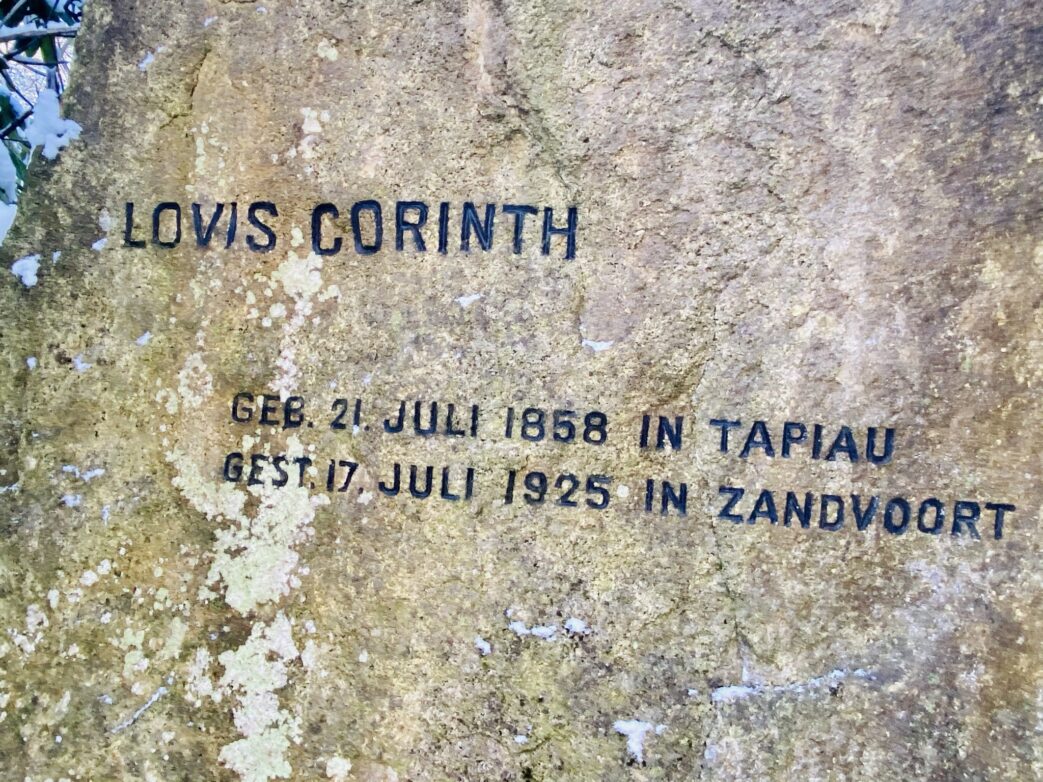 LOVIS CORINTH
GEB. 21. JULI 1858 IN TAPIAU
GEST. 17. JULI 1925 IN ZANDVOORT